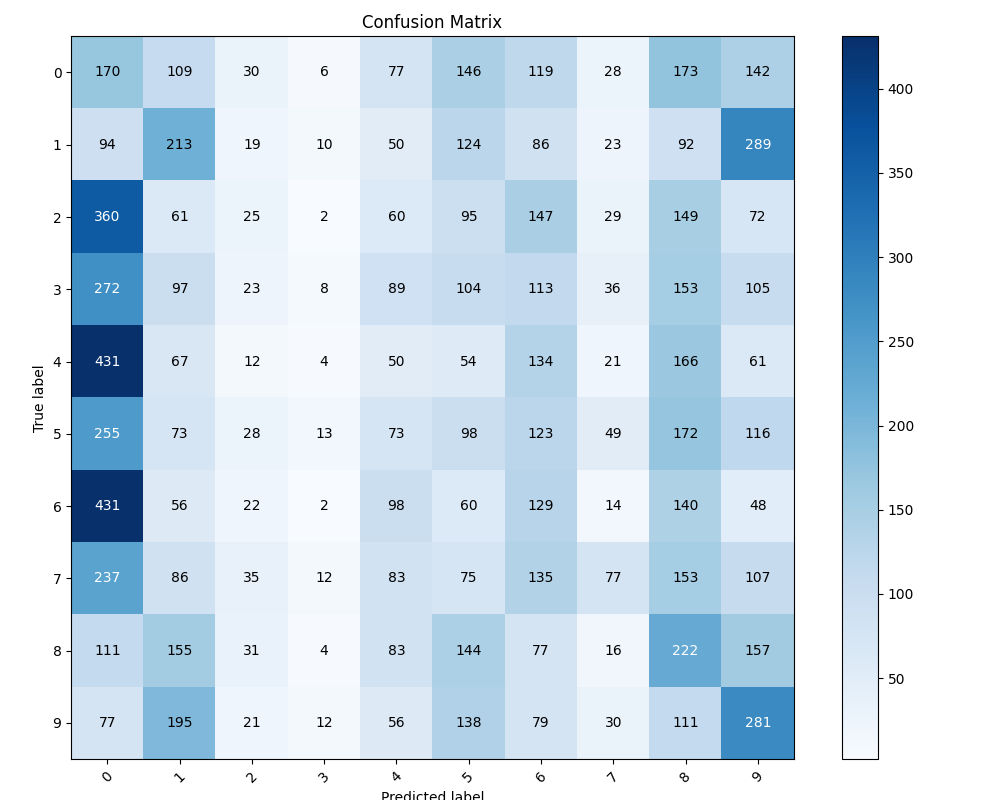 Confusion Matrix
0 170 109 30 6 77 146 119 28 173 142
1 94 213 19 10 50 124 86 23 92 289
2 360 61 25 2 60 95 147 29 149 72
3 272 97 23 8 89 104 113 36 153 105
4 431 67 12 4 50 54 134 21 166 61
5 255 73 28 13 73 98 123 49 172 116
6 431 56 22 2 98 60 129 14 140 48
7 237 86 35 12 83 75 135 77 153 107
8 111 155 31 4 83 144 77 16 222 157
9 77 195 21 12 56 138 79 30 111 281
True label
0 1 2 3 4 5 6 7 8 9
Predicted label
400
350
300
250
200
150
100
50